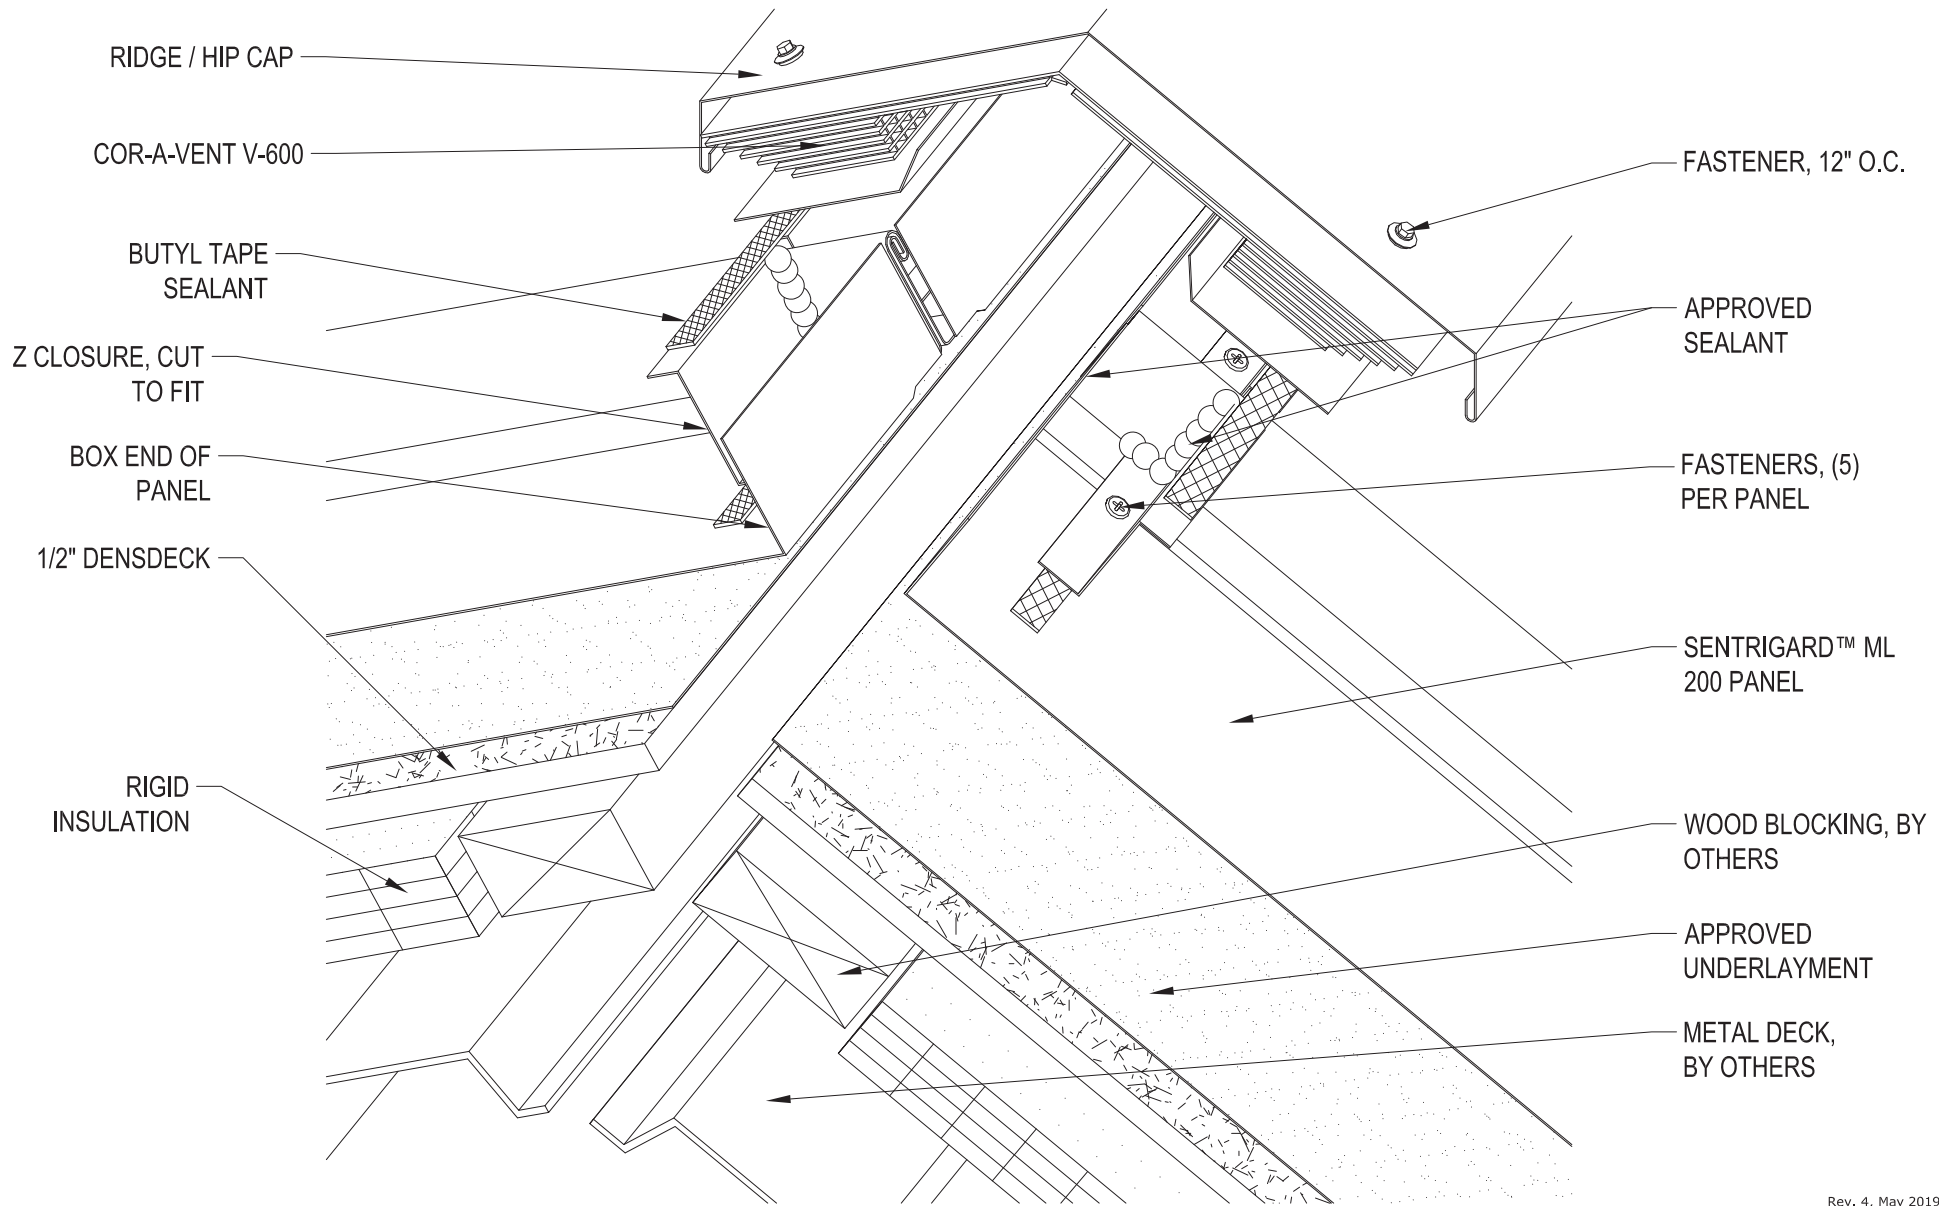 RIDGE / HIP CAP
COR-A-VENT V-600
BUTYL TAPE
SEALANT
Z CLOSURE, CUT
TO FIT
BOX END OF
PANEL
1/2" DENSDECK
RIGID
INSULATION
FASTENER, 12" O.C.
APPROVED
SEALANT
FASTENERS, (5)
PER PANEL
SENTRIGARD™ ML
200 PANEL
WOOD BLOCKING, BY
OTHERS
APPROVED
UNDERLAYMENT
METAL DECK,
BY OTHERS
Rev. 4, May 2019